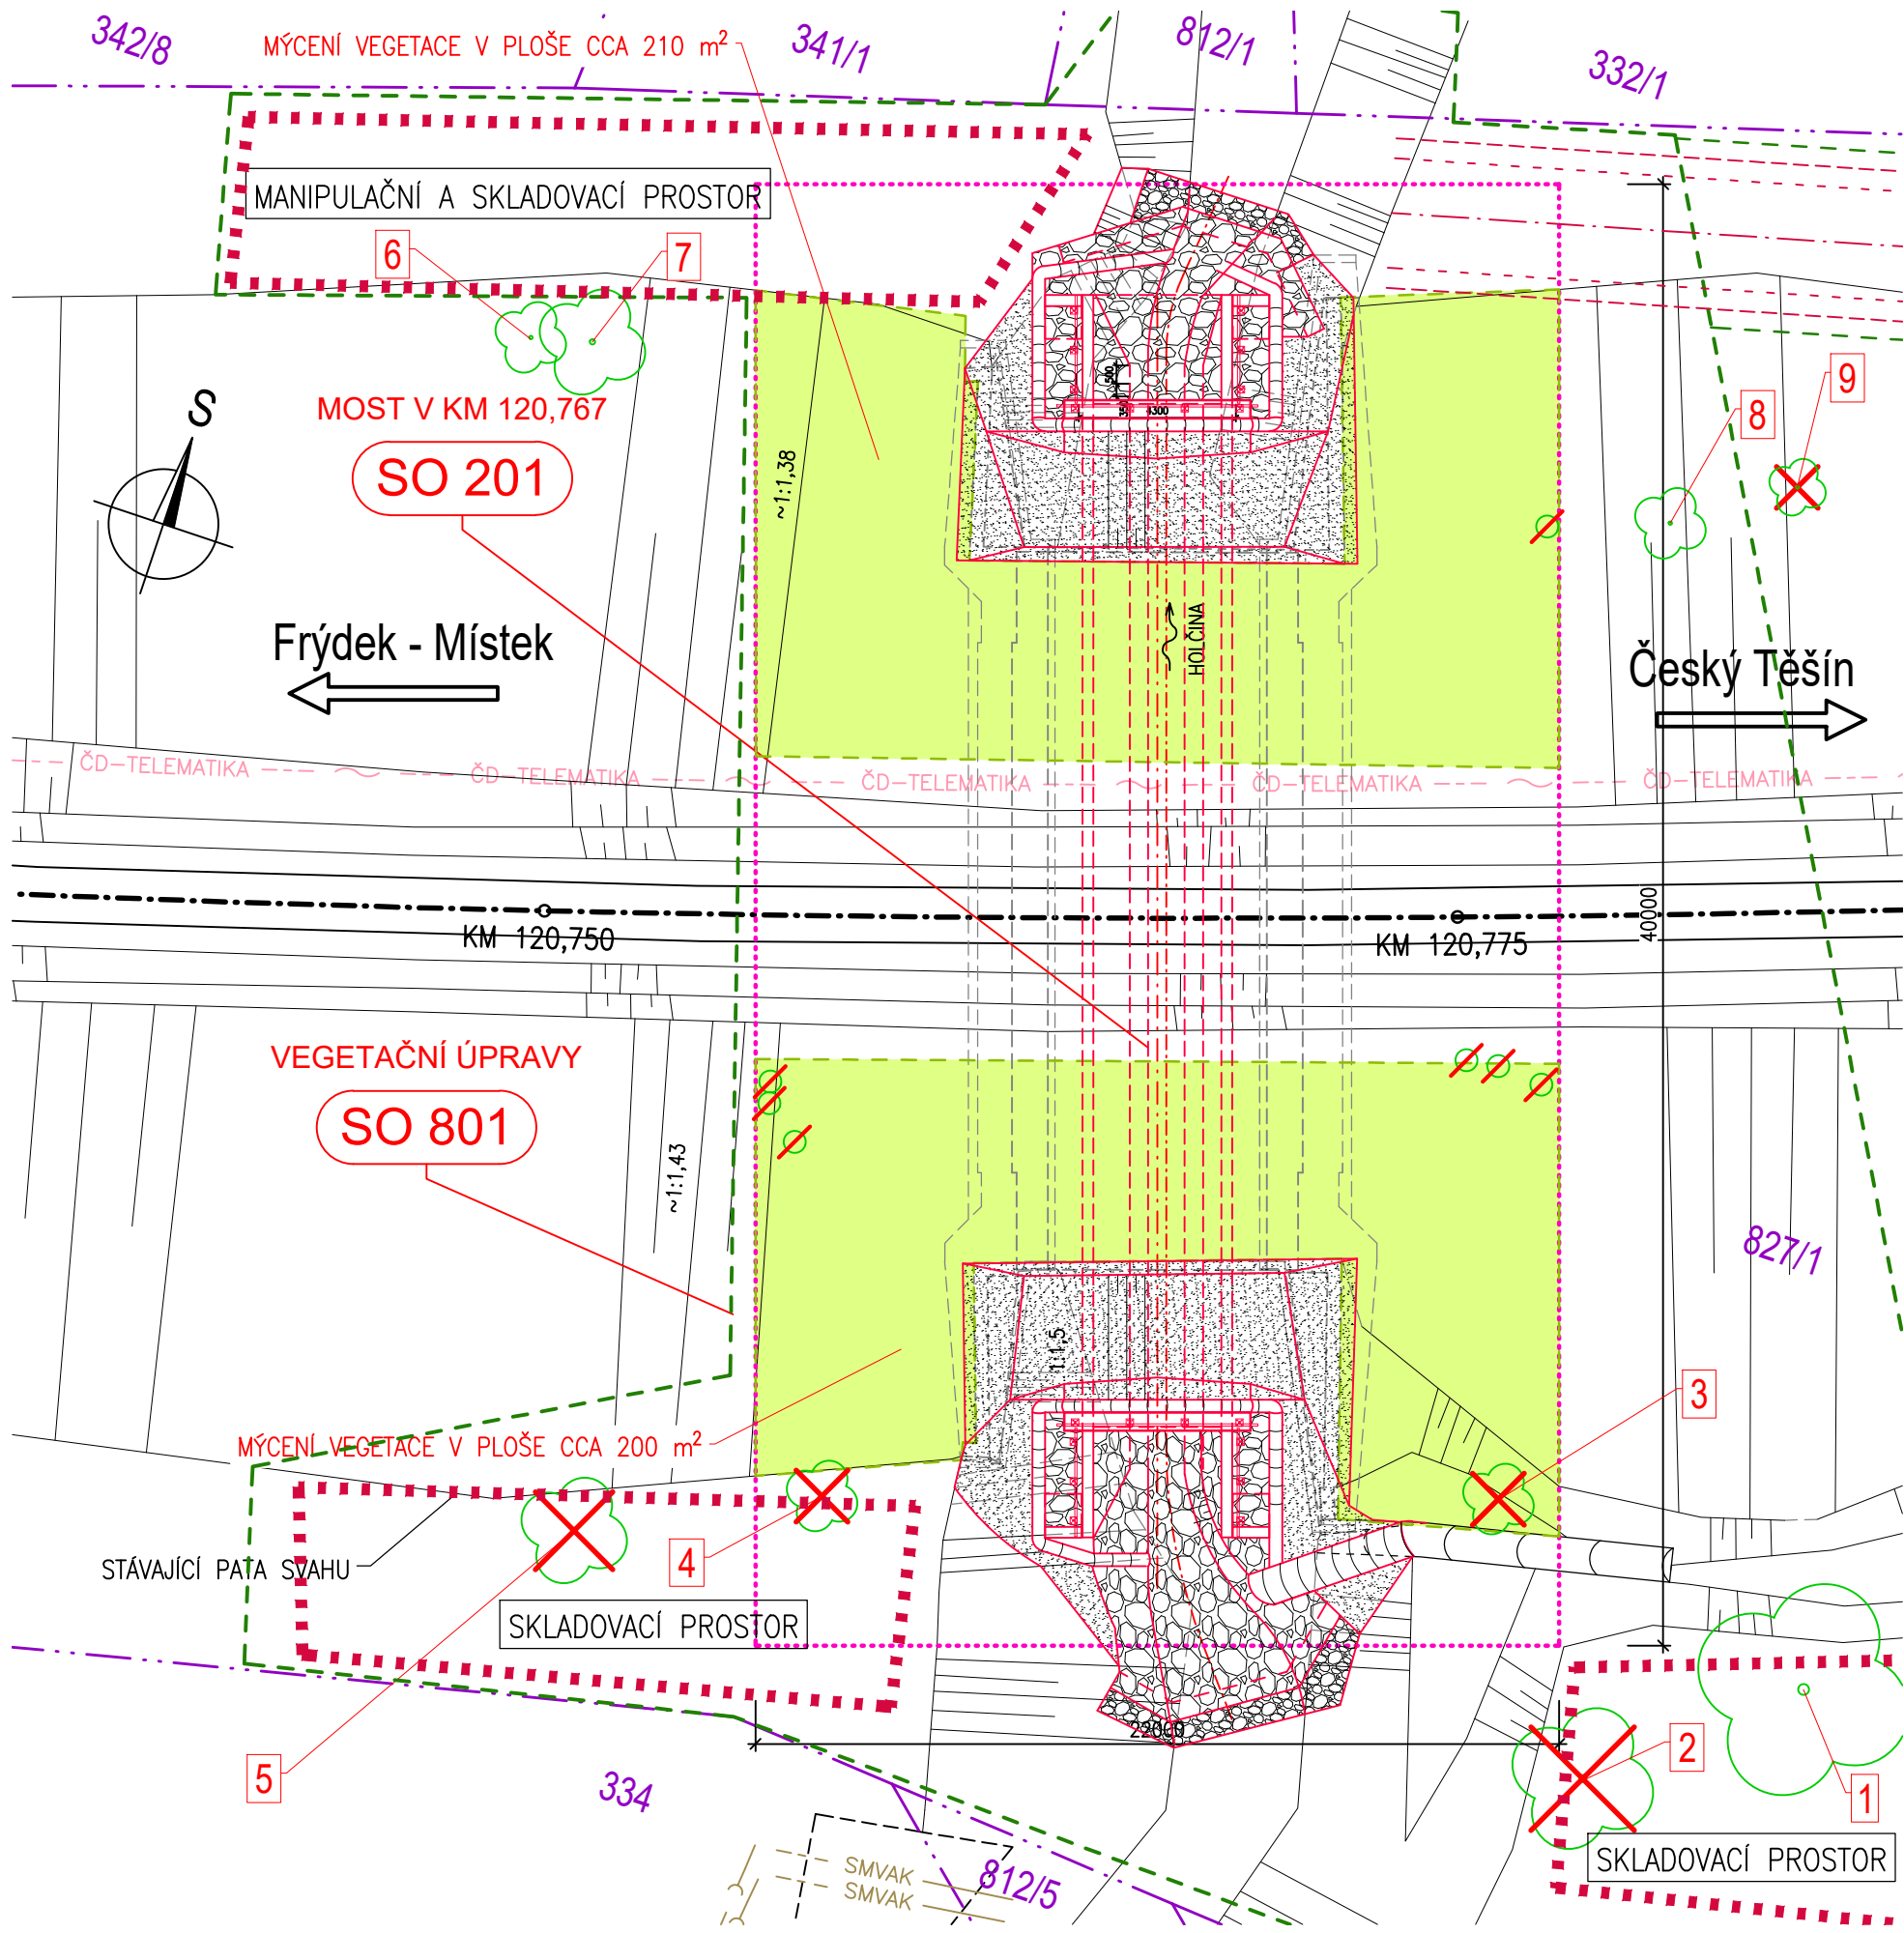 342/8
MÝCENÍ VEGETACE V PLOŠE CCA 210 m²
341/1
812/1
332/1
MANIPULAČNÍ A SKLADOVACÍ PROSTOR
6
7
9
8
S
MOST V KM 120,767
SO 201
~1:1,38
500
350
4300
HOLČINA
Frýdek - Místek
Český Těšín
ČD-TELEMATIKA
ČD-TELEMATIKA
ČD-TELEMATIKA
ČD-TELEMATIKA
ČD-TELEMATIKA
KM 120,750
KM 120,775
40000
VEGETAČNÍ ÚPRAVY
SO 801
~1:1,43
827/1
1:1,5
3
MÝCENÍ VEGETACE V PLOŠE CCA 200 m²
4
STÁVAJÍCÍ PATA SVAHU
SKLADOVACÍ PROSTOR
22000
5
2
1
334
SKLADOVACÍ PROSTOR
SMVAK
SMVAK
812/5